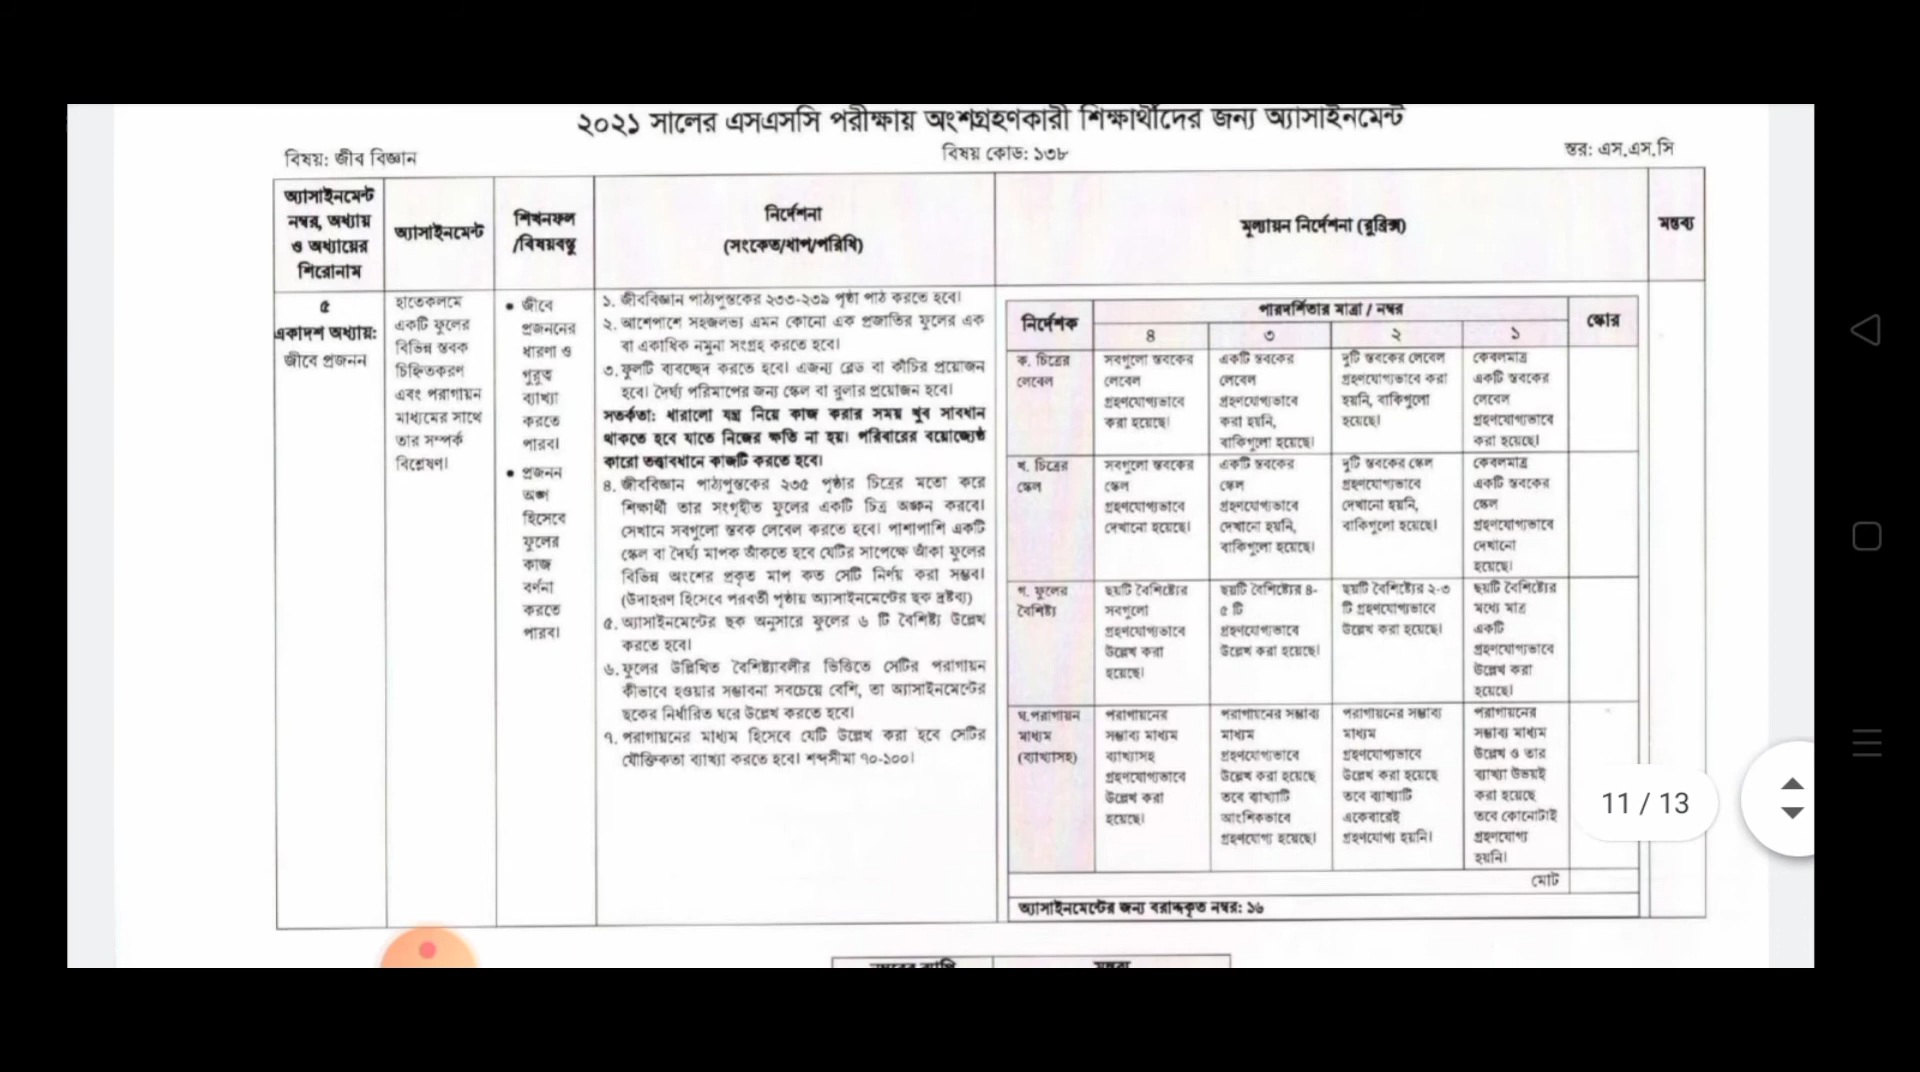 ২০২১ সালের এসএসসি পরীক্ষায় অংশগ্রহণকারী শিক্ষার্থীদের জন্য অ্যাসাইনমেন্ট
বিষয়: জীব বিজ্ঞান
বিষয় কোড: ১৩৮
স্তর: এস.এস.সি
অ্যাসাইনমেন্ট
নম্বর, অধ্যায়
ও অধ্যায়ের
শিরোনাম
অ্যাসাইনমেন্ট
শিখনফল
/বিষয়বস্তু
নির্দেশনা
(সংকেত/ধাপ/পরিধি)
মূল্যায়ন নির্দেশনা (রুব্রিক্স)
মন্তব্য
৫
একাদশ অধ্যায়:
জীবে প্রজনন
হাতেকলমে
একটি ফুলের
বিভিন্ন স্তবক
চিহ্নিতকরণ
এবং পরাগায়ন
মাধ্যমের সাথে
তার সম্পর্ক
বিশ্লেষণ।
• জীবে
প্রজননের
ধারণা ও
গুরুত্ব
ব্যাখ্যা
করতে
পারব।
• প্রজনন
অঙ্গ
হিসেবে
ফুলের
কাজ
বর্ণনা
করতে
পারব।
১. জীববিজ্ঞান পাঠ্যপুস্তকের ২৩৩-২৩৯ পৃষ্ঠা পাঠ করতে হবে।
২. আশেপাশে সহজলভ্য এমন কোনো এক প্রজাতির ফুলের এক
বা একাধিক নমুনা সংগ্রহ করতে হবে।
৩. ফুলটি ব্যবচ্ছেদ করতে হবে। এজন্য ব্লেড বা কাঁচির প্রয়োজন
হবে। দৈর্ঘ্য পরিমাপের জন্য স্কেল বা রুলার প্রয়োজন হবে।
সতর্কতা: ধারালো যন্ত্র নিয়ে কাজ করার সময় খুব সাবধান
থাকতে হবে যাতে নিজের ক্ষতি না হয়। পরিবারের বয়োজ্যেষ্ঠ
কারো তত্ত্বাবধানে কাজটি করতে হবে।
৪. জীববিজ্ঞান পাঠ্যপুস্তকের ২৩৫ পৃষ্ঠার চিত্রের মতো করে
শিক্ষার্থী তার সংগৃহীত ফুলের একটি চিত্র অঙ্কন করবে।
সেখানে সবগুলো স্তবক লেবেল করতে হবে। পাশাপাশি একটি
স্কেল বা দৈর্ঘ্য মাপক আঁকতে হবে যেটির সাপেক্ষে আঁকা ফুলের
বিভিন্ন অংশের প্রকৃত মাপ কত সেটি নির্ণয় করা সম্ভব।
(উদাহরণ হিসেবে পরবর্তী পৃষ্ঠায় অ্যাসাইনমেন্টের ছক দ্রষ্টব্য)
৫. অ্যাসাইনমেন্টের ছক অনুসারে ফুলের ৬ টি বৈশিষ্ট্য উল্লেখ
করতে হবে।
৬. ফুলের উল্লিখিত বৈশিষ্ট্যাবলীর ভিত্তিতে সেটির পরাগায়ন
কীভাবে হওয়ার সম্ভাবনা সবচেয়ে বেশি, তা অ্যাসাইনমেন্টের
ছকের নির্ধারিত ঘরে উল্লেখ করতে হবে।
৭. পরাগায়নের মাধ্যম হিসেবে যেটি উল্লেখ করা হবে সেটির
যৌক্তিকতা ব্যাখ্যা করতে হবে। শব্দসীমা ৭০-১০০।
নির্দেশক
পারদর্শিতার মাত্রা / নম্বর
স্কোর
৪
৩
২
১
ক. চিত্রের
লেবেল
সবগুলো স্তবকের
লেবেল
গ্রহণযোগ্যভাবে
করা হয়েছে।
একটি স্তবকের
লেবেল
গ্রহণযোগ্যভাবে
করা হয়নি,
বাকিগুলো হয়েছে।
দুটি স্তবকের লেবেল
গ্রহণযোগ্যভাবে করা
হয়নি, বাকিগুলো
হয়েছে।
কেবলমাত্র
একটি স্তবকের
লেবেল
গ্রহণযোগ্যভাবে
করা হয়েছে।
খ. চিত্রের
স্কেল
সবগুলো স্তবকের
স্কেল
গ্রহণযোগ্যভাবে
দেখানো হয়েছে।
একটি স্তবকের
স্কেল
গ্রহণযোগ্যভাবে
দেখানো হয়নি,
বাকিগুলো হয়েছে।
দুটি স্তবকের স্কেল
গ্রহণযোগ্যভাবে
দেখানো হয়নি,
বাকিগুলো হয়েছে।
কেবলমাত্র
একটি স্তবকের
স্কেল
গ্রহণযোগ্যভাবে
দেখানো
হয়েছে।
গ. ফুলের
বৈশিষ্ট্য
ছয়টি বৈশিষ্ট্যের
সবগুলো
গ্রহণযোগ্যভাবে
উল্লেখ করা
হয়েছে।
ছয়টি বৈশিষ্ট্যের ৪-
৫ টি
গ্রহণযোগ্যভাবে
উল্লেখ করা হয়েছে।
ছয়টি বৈশিষ্ট্যের ২-৩
টি গ্রহণযোগ্যভাবে
উল্লেখ করা হয়েছে।
ছয়টি বৈশিষ্ট্যের
মধ্যে মাত্র
একটি
গ্রহণযোগ্যভাবে
উল্লেখ করা
হয়েছে।
ঘ.পরাগায়ন
মাধ্যম
(ব্যাখ্যাসহ)
পরাগায়নের
সম্ভাব্য মাধ্যম
ব্যাখ্যাসহ
গ্রহণযোগ্যভাবে
উল্লেখ করা
হয়েছে।
পরাগায়নের সম্ভাব্য
মাধ্যম
গ্রহণযোগ্যভাবে
উল্লেখ করা হয়েছে
তবে ব্যাখ্যাটি
আংশিকভাবে
গ্রহণযোগ্য হয়েছে।
পরাগায়নের সম্ভাব্য
মাধ্যম
গ্রহণযোগ্যভাবে
উল্লেখ করা হয়েছে
তবে ব্যাখ্যাটি
একেবারেই
গ্রহণযোগ্য হয়নি।
পরাগায়নের
সম্ভাব্য মাধ্যম
উল্লেখ ও তার
ব্যাখ্যা উভয়ই
করা হয়েছে
তবে কোনোটাই
গ্রহণযোগ্য
হয়নি।
মোট
অ্যাসাইনমেন্টের জন্য বরাদ্দকৃত নম্বর: ১৬
11 / 13